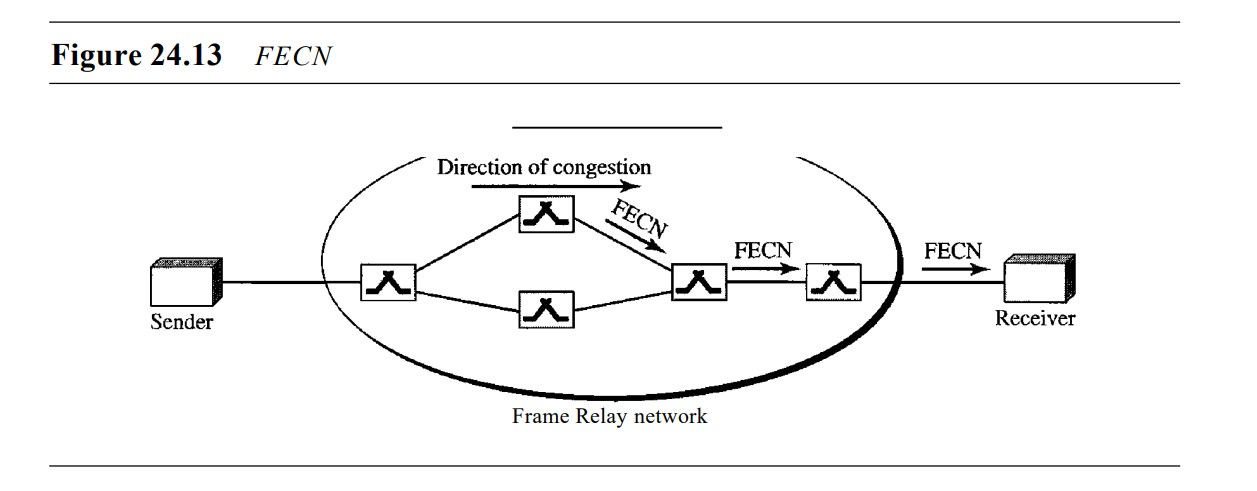 Figure 24.13 FECN
Direction of congestion
FECN
FECN
FECN
Sender
Receiver
Frame Relay network